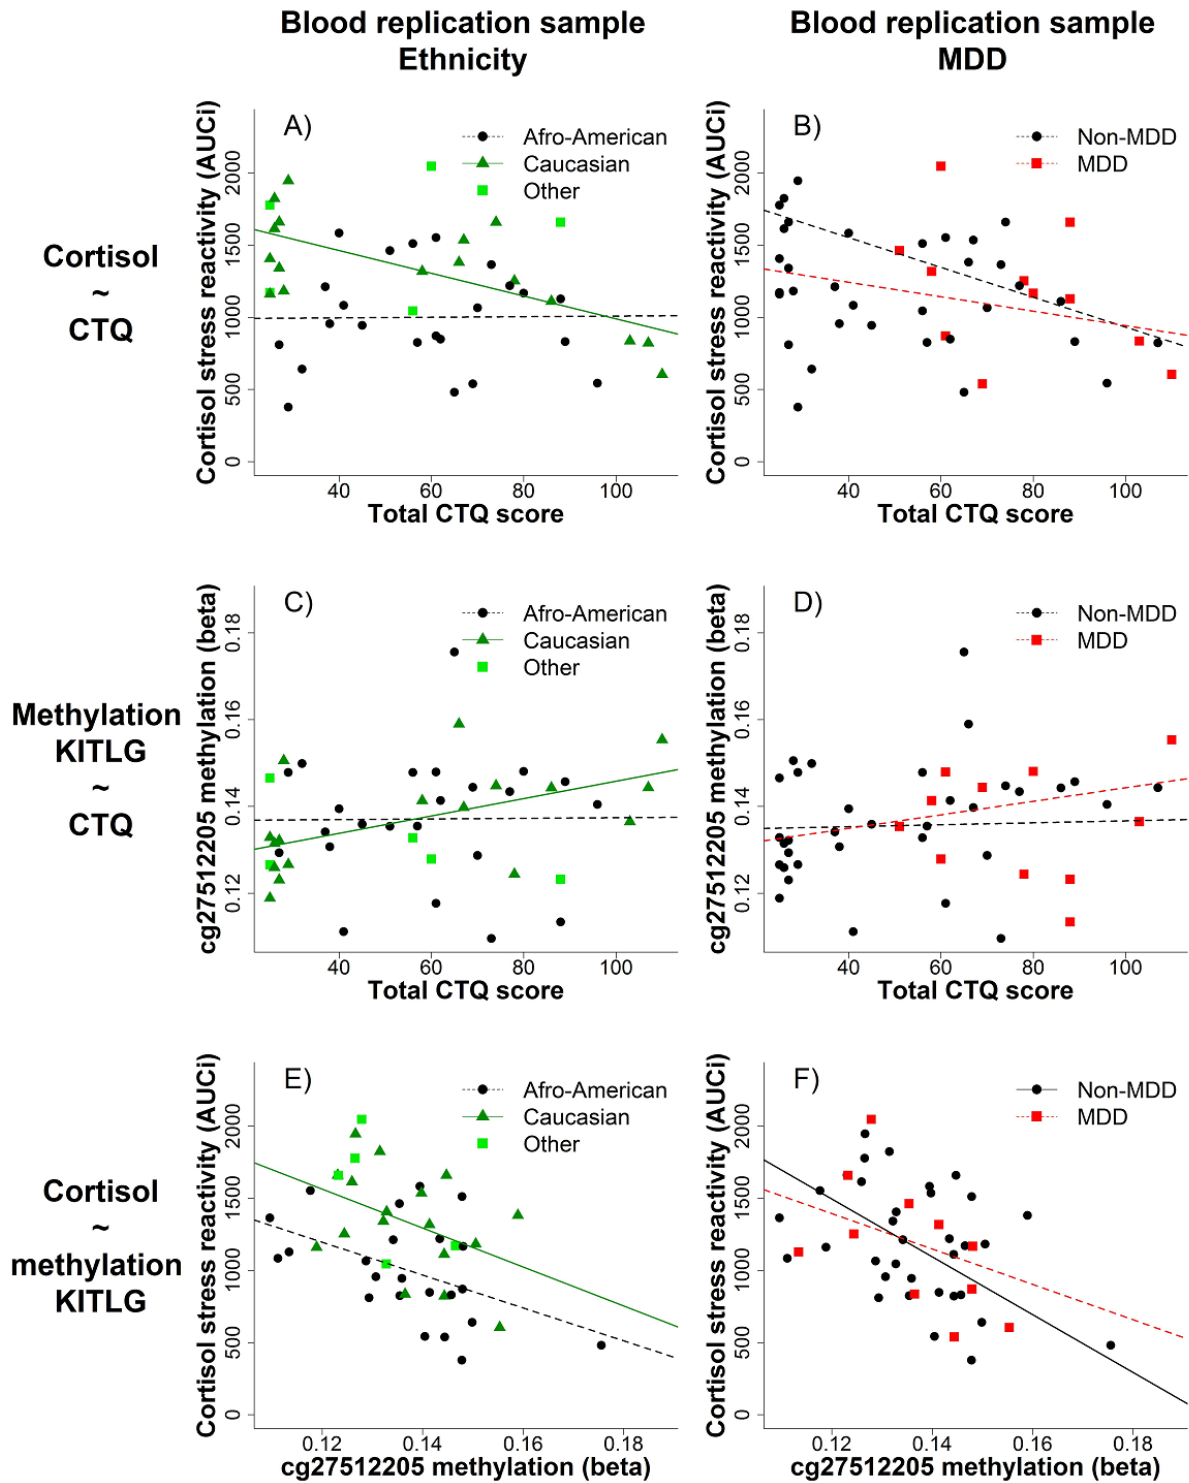 Blood replication sample
Ethnicity
Blood replication sample
MDD
Cortisol
~
CTQ
A)
Afro-American
Caucasian
Other
Cortisol stress reactivity (AUCi)
0 500 1000 1500 2000
40 60 80 100
Total CTQ score
B)
Non-MDD
MDD
Cortisol stress reactivity (AUCi)
0 500 1000 1500 2000
40 60 80 100
Total CTQ score
Methylation
KITLG
~
CTQ
C)
Afro-American
Caucasian
Other
cg27512205 methylation (beta)
0.12 0.14 0.16 0.18
40 60 80 100
Total CTQ score
D)
Non-MDD
MDD
cg27512205 methylation (beta)
0.12 0.14 0.16 0.18
40 60 80 100
Total CTQ score
Cortisol
~
methylation
KITLG
E)
Afro-American
Caucasian
Other
Cortisol stress reactivity (AUCi)
0 500 1000 1500 2000
0.12 0.14 0.16 0.18
cg27512205 methylation (beta)
F)
Non-MDD
MDD
Cortisol stress reactivity (AUCi)
0 500 1000 1500 2000
0.12 0.14 0.16 0.18
cg27512205 methylation (beta)